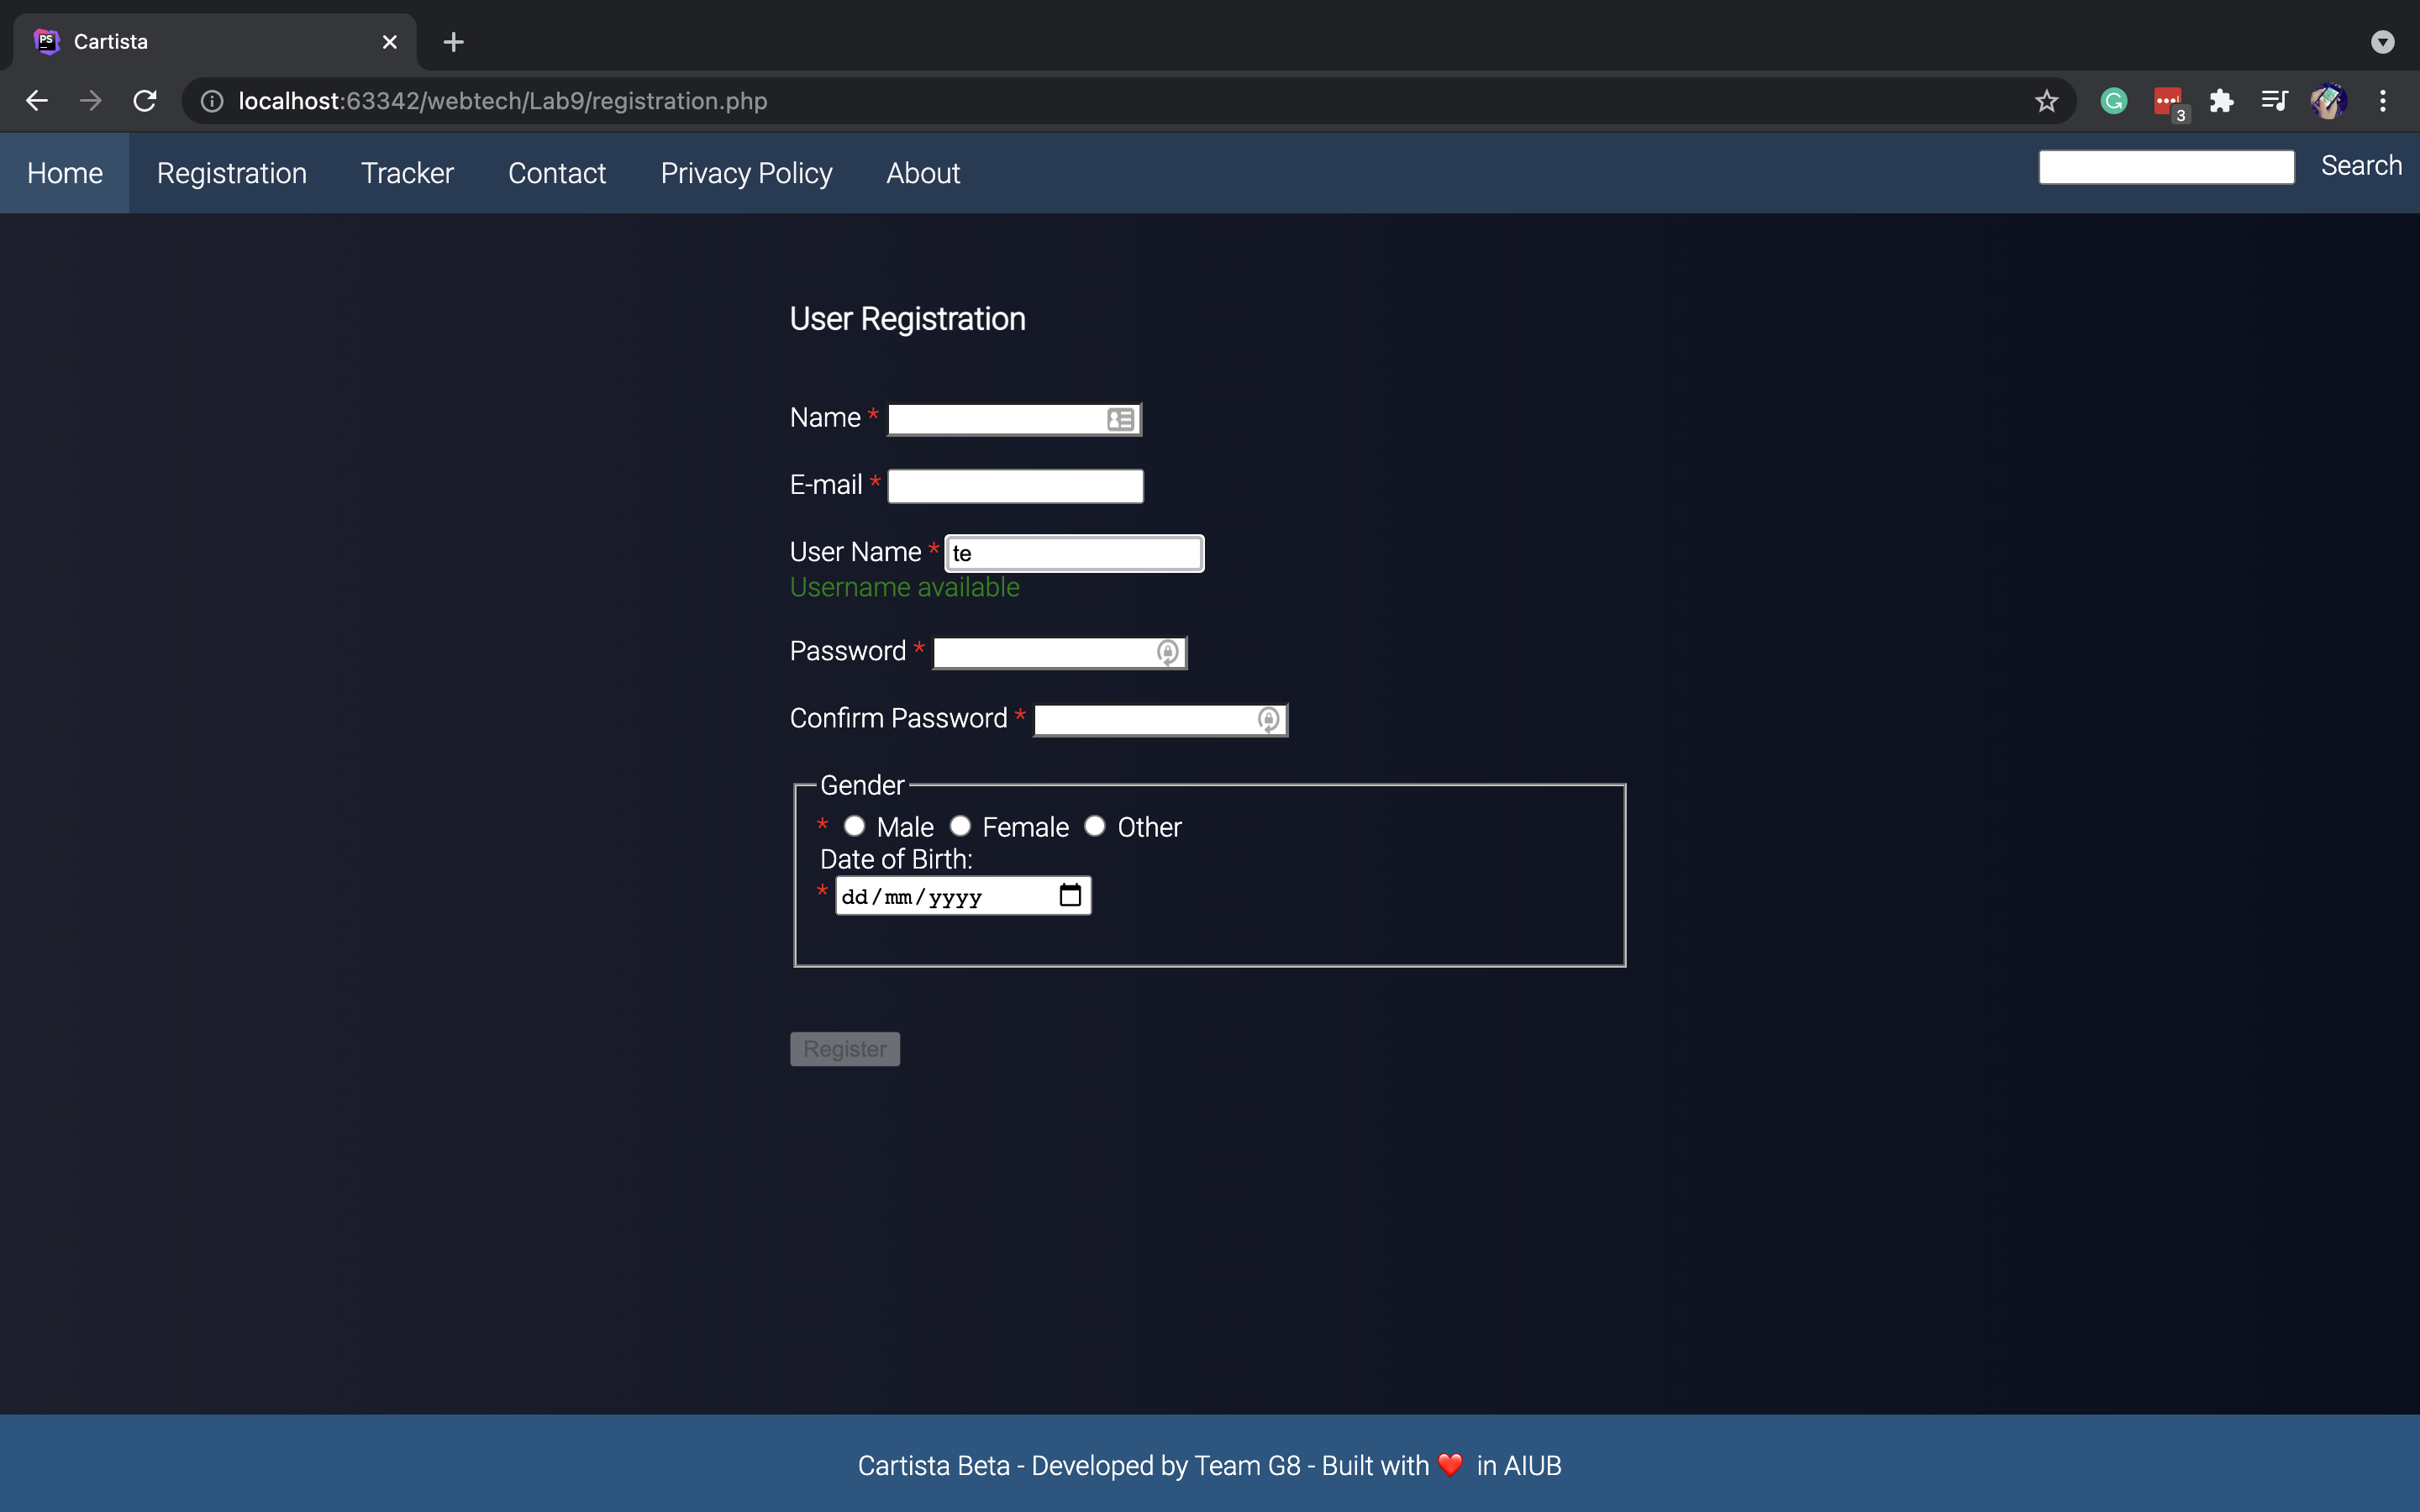 Cartista
localhost:63342/webtech/Lab9/registration.php
3
Home Registration Tracker Contact Privacy Policy About Search
User Registration
Name *
E-mail *
User Name * te
Username available
Password *
Confirm Password *
Gender
* Male Female Other
Date of Birth:
* dd/mm/yyyy
Register
Cartista Beta - Developed by Team G8 - Built with ❤️ in AIUB